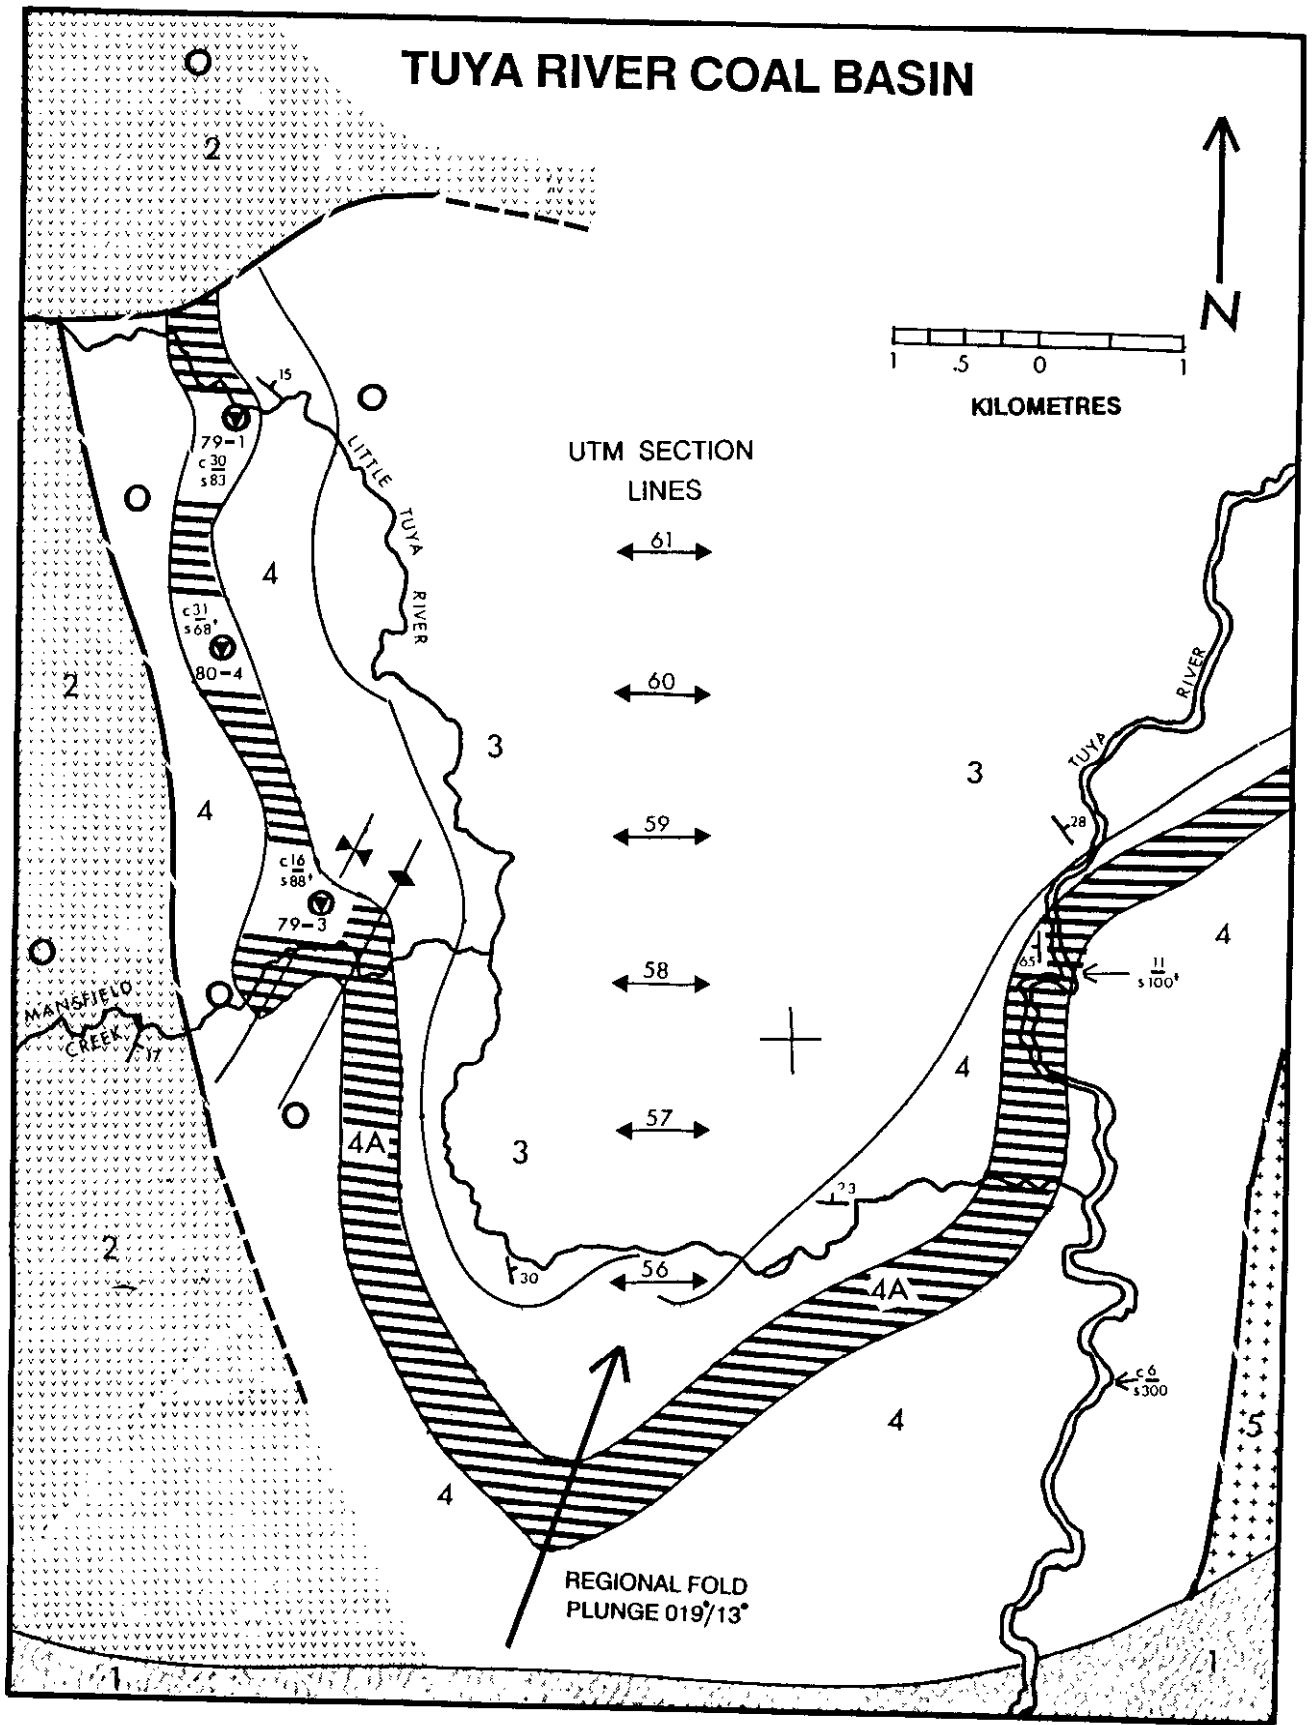 TUYA RIVER COAL BASIN
2
N
1 .5 0 1
KILOMETRES
15
79-1
c 30
s 83
LITTLE TUYA RIVER
UTM SECTION
LINES
61
4
c 31
s 68+
80-4
60
2
3
3
TUYA RIVER
59
28
4
c 16
s 88+
79-3
4
65
11
s 100+
58
MANSFIELD
CREEK
17
4
57
4A
3
23
2
30
56
4A
c 6
s 300
4
5
4
REGIONAL FOLD
PLUNGE 019°/13°
1
1